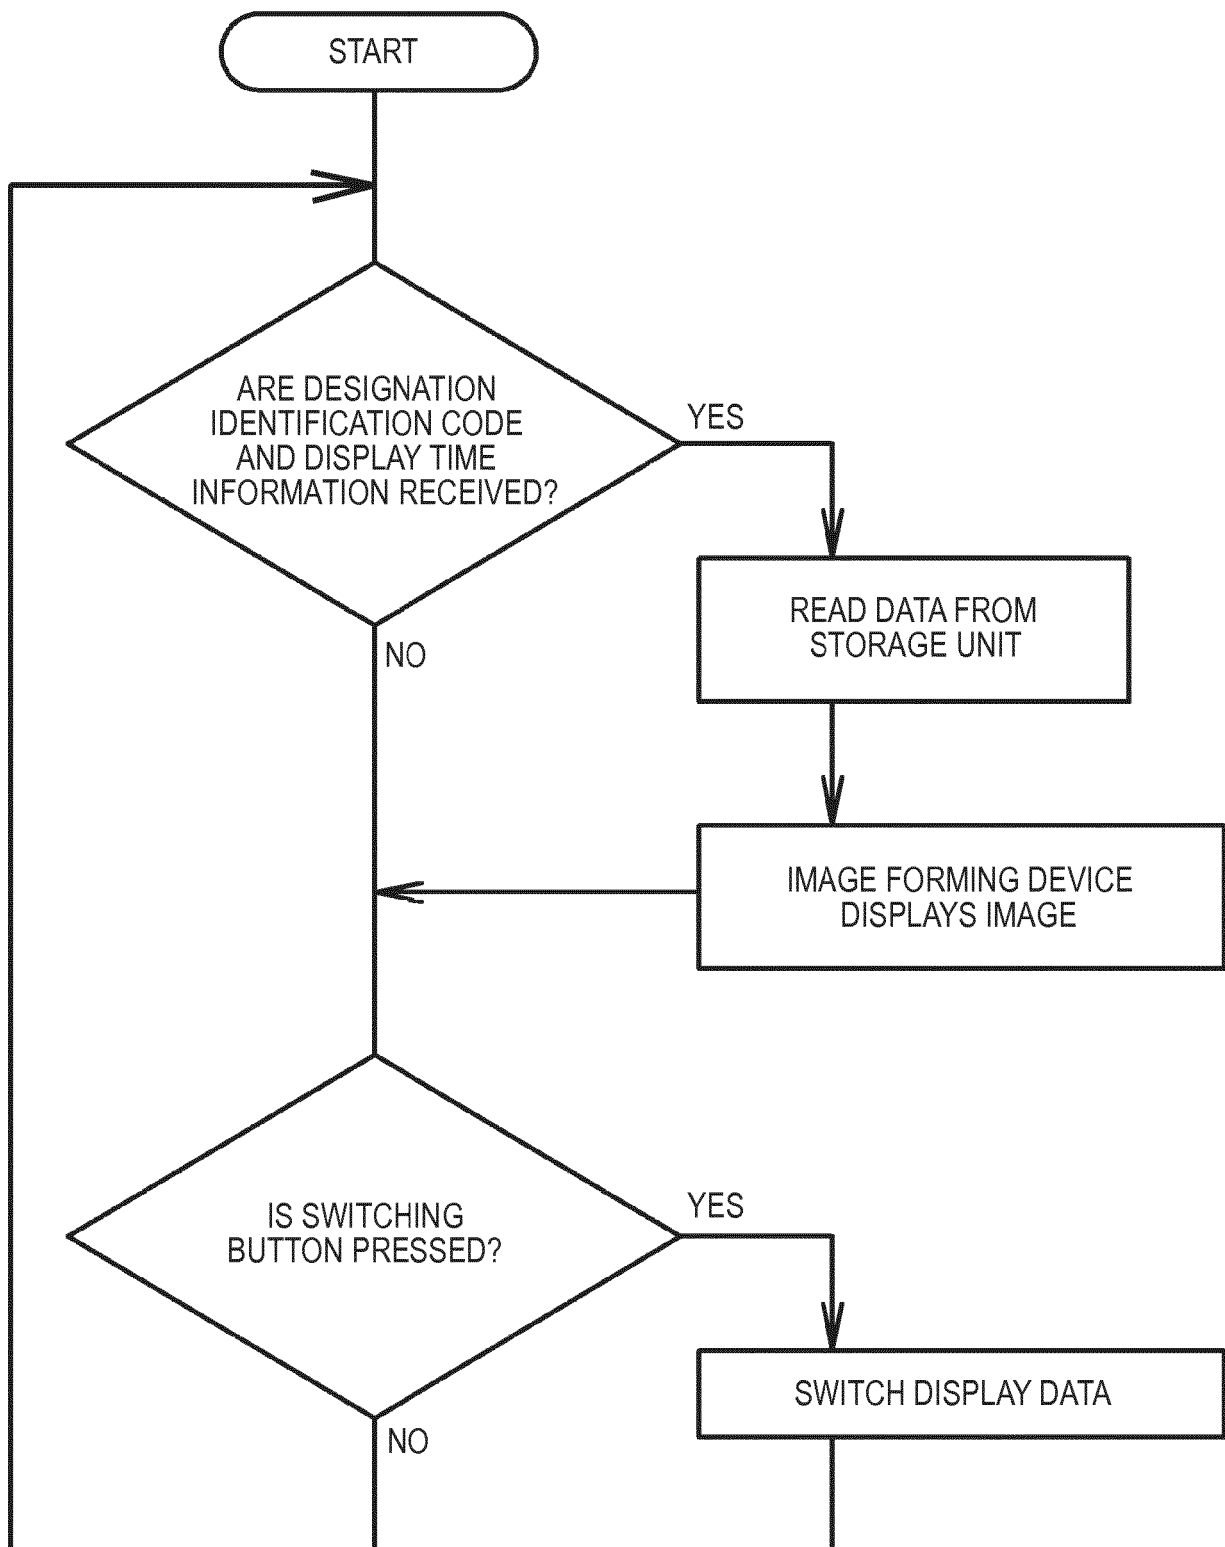 START
ARE DESIGNATION
IDENTIFICATION CODE
AND DISPLAY TIME
INFORMATION RECEIVED?
YES
READ DATA FROM
STORAGE UNIT
NO
IMAGE FORMING DEVICE
DISPLAYS IMAGE
IS SWITCHING
BUTTON PRESSED?
YES
SWITCH DISPLAY DATA
NO